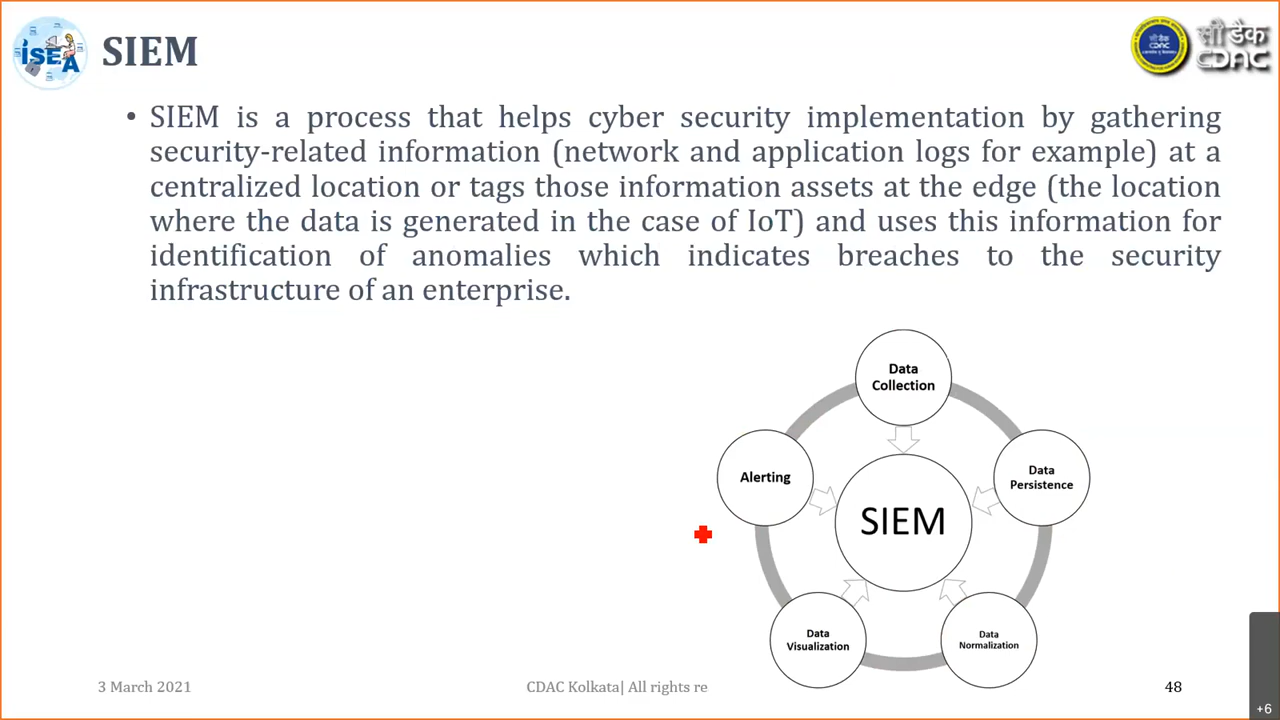 ISEA
SIEM
सी डैक
CDAC
• SIEM is a process that helps cyber security implementation by gathering
security-related information (network and application logs for example) at a
centralized location or tags those information assets at the edge (the location
where the data is generated in the case of IoT) and uses this information for
identification of anomalies which indicates breaches to the security
infrastructure of an enterprise.
Data
Collection
Alerting
Data
Persistence
SIEM
Data
Visualization
Data
Normalization
3 March 2021
CDAC Kolkata| All rights re
48
+6